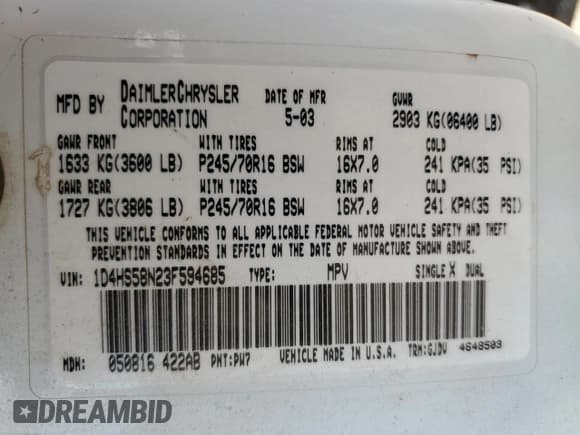 MFD BY DAIMLERCHRYSLER CORPORATION DATE OF MFR 5-03 GVWR 2903 KG(06400 LB)
GAWR FRONT WITH TIRES RIMS AT COLD
1633 KG(3600 LB) P245/70R16 BSW 16X7.0 241 KPA(35 PSI)
GAWR REAR WITH TIRES RIMS AT COLD
1727 KG(3806 LB) P245/70R16 BSW 16X7.0 241 KPA(35 PSI)
THIS VEHICLE CONFORMS TO ALL APPLICABLE FEDERAL MOTOR VEHICLE SAFETY AND THEFT
PREVENTION STANDARDS IN EFFECT ON THE DATE OF MANUFACTURE SHOWN ABOVE.
VIN: 1D4HS58N23F594685 TYPE: MPV SINGLE X DUAL
MDH: 050816 422AB PNT:PW7 VEHICLE MADE IN U.S.A. TRM:GJDV 4648503
DREAMBID